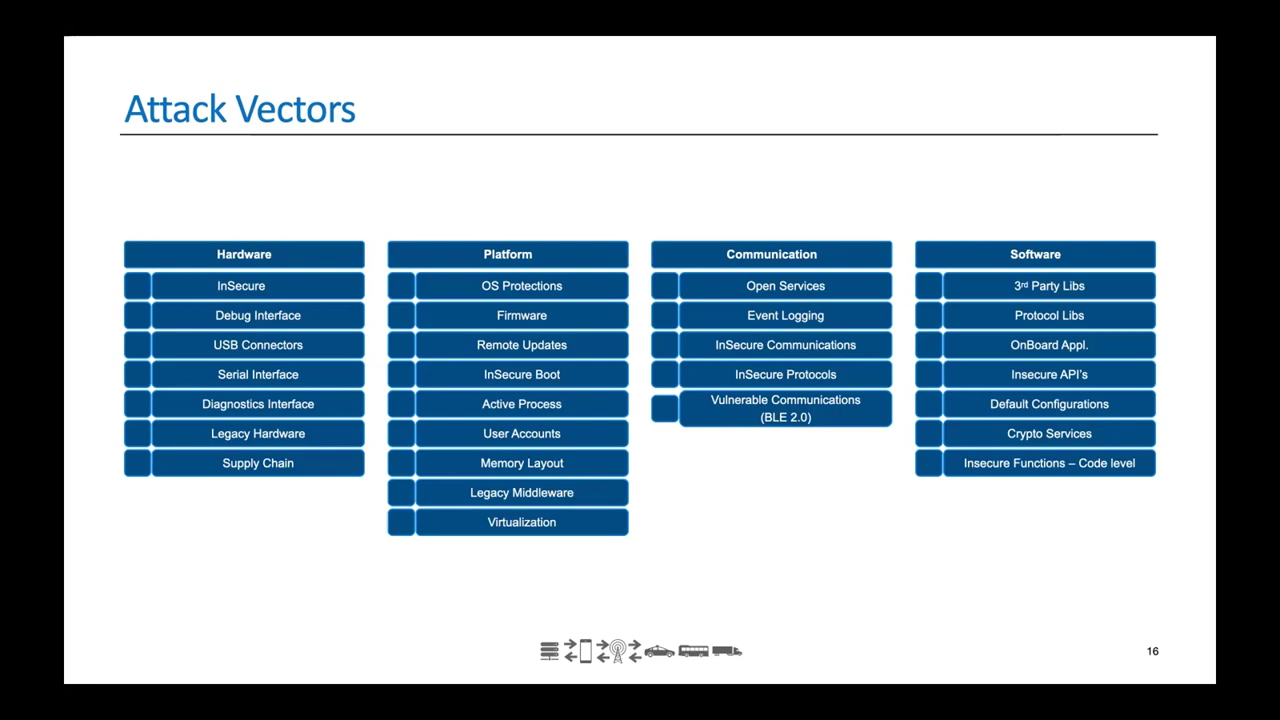 Attack Vectors
Hardware
InSecure
Debug Interface
USB Connectors
Serial Interface
Diagnostics Interface
Legacy Hardware
Supply Chain
Platform
OS Protections
Firmware
Remote Updates
InSecure Boot
Active Process
User Accounts
Memory Layout
Legacy Middleware
Virtualization
Communication
Open Services
Event Logging
InSecure Communications
InSecure Protocols
Vulnerable Communications
(BLE 2.0)
Software
3rd Party Libs
Protocol Libs
OnBoard Appl.
Insecure API's
Default Configurations
Crypto Services
Insecure Functions – Code level
16